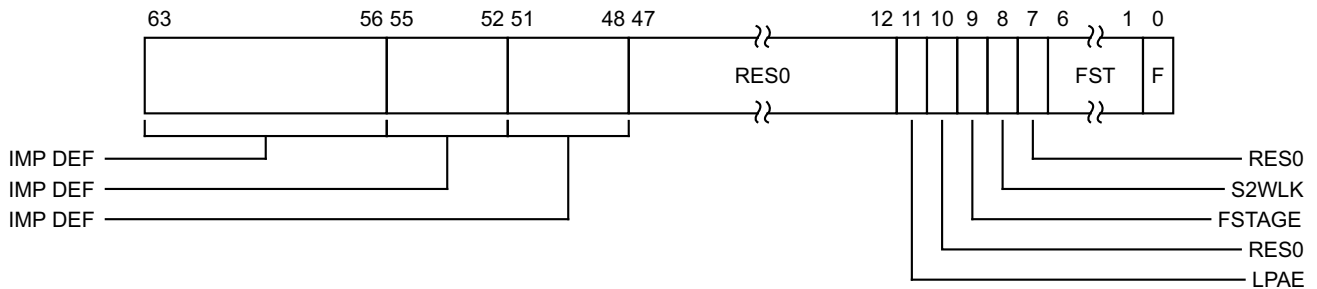 63 56 55 52 51 48 47 12 11 10 9 8 7 6 1 0
RES0 FST F
IMP DEF RES0
IMP DEF S2WLK
IMP DEF FSTAGE
RES0
LPAE